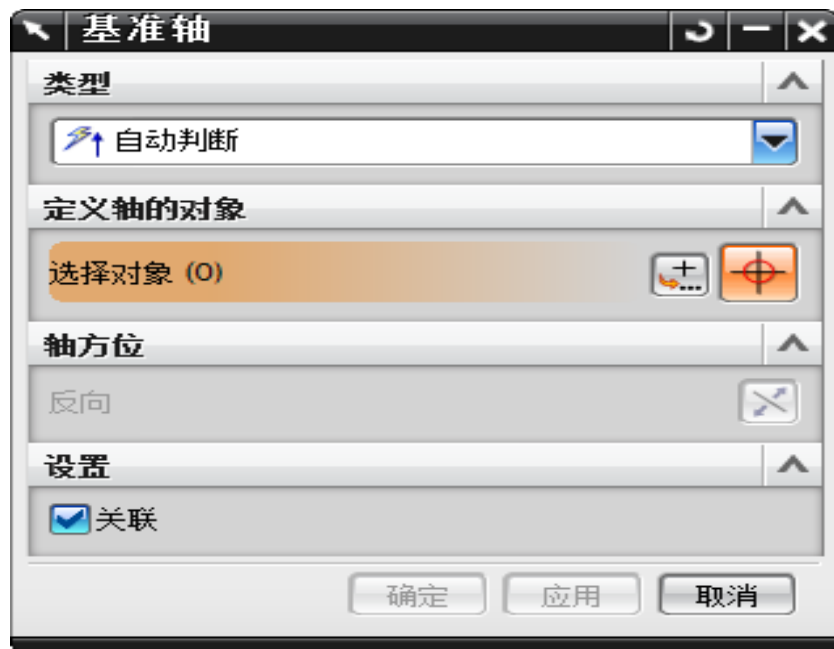 基准轴
类型
自动判断
定义轴的对象
选择对象 (0)
轴方位
反向
设置
关联
确定 应用 取消